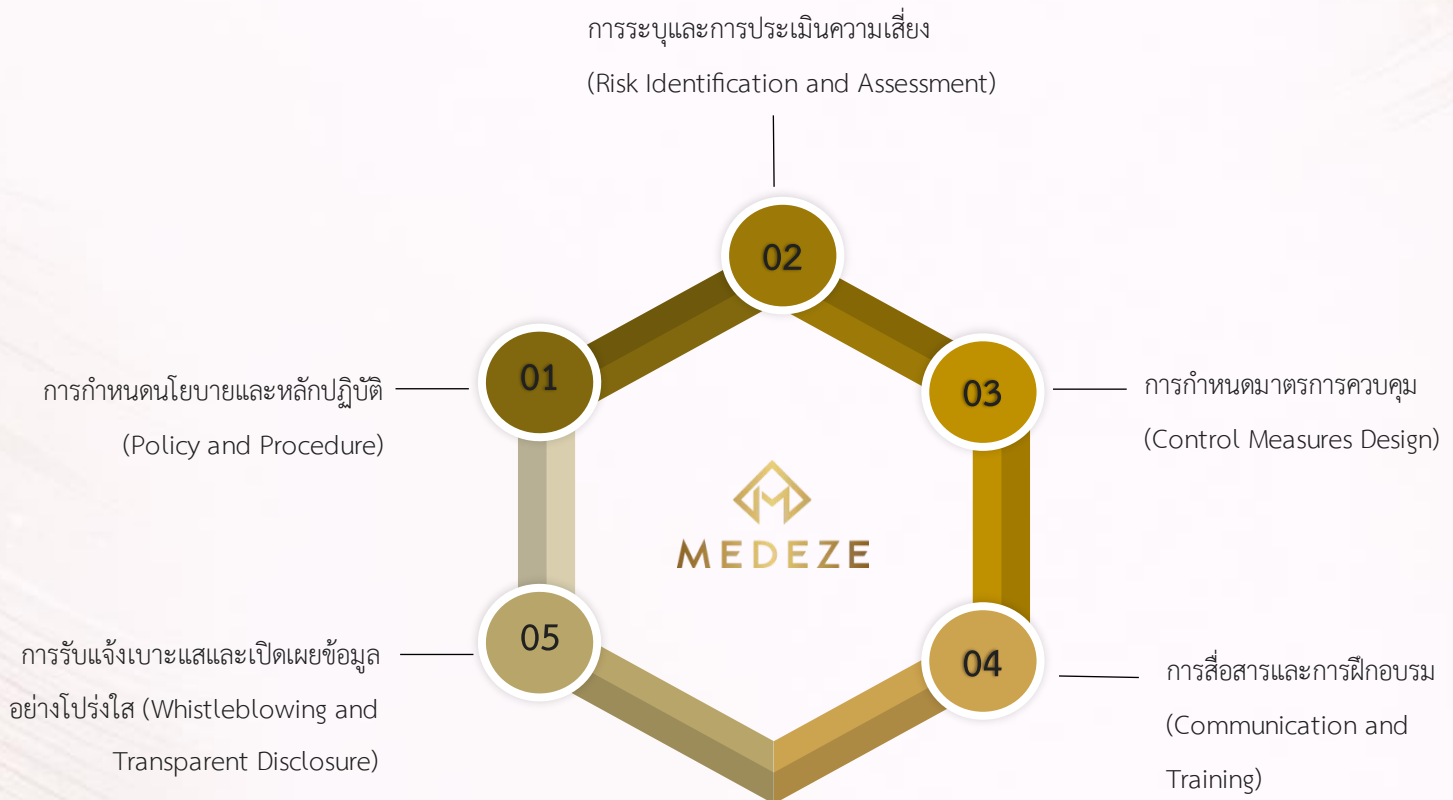 การระบุและการประเมินความเสี่ยง
(Risk Identification and Assessment)
02
01
การกำหนดนโยบายและหลักปฏิบัติ
(Policy and Procedure)
03
การกำหนดมาตรการควบคุม
(Control Measures Design)
MEDEZE
05
การรับแจ้งเบาะแสและเปิดเผยข้อมูล
อย่างโปร่งใส (Whistleblowing and
Transparent Disclosure)
04
การสื่อสารและการฝึกอบรม
(Communication and
Training)